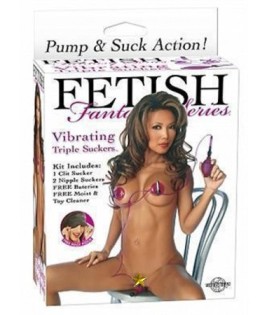 Pump & Suck Action!
FETISH
Fantasy Series
Vibrating
Triple Suckers
Kit Includes:
1 Clit Sucker
2 Nipple Suckers
FREE Batteries
FREE Moist &
Toy Cleaner